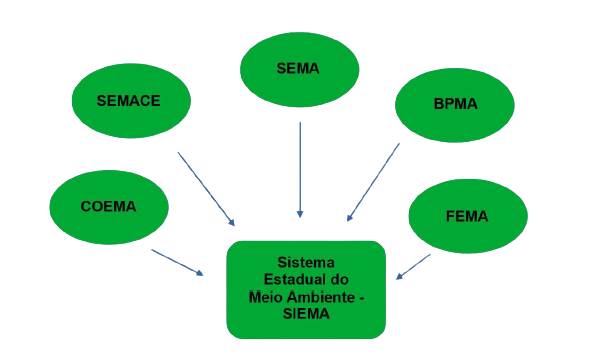 SEMA
SEMACE
BPMA
COEMA
FEMA
Sistema
Estadual do
Meio Ambiente -
SIEMA